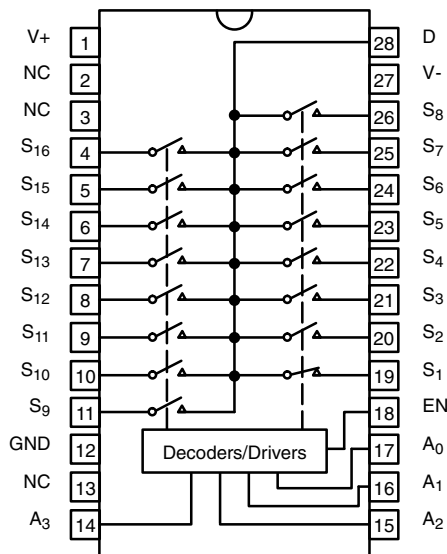 V+ 1 28 D
NC 2 27 V-
NC 3 26 S8
S16 4 25 S7
S15 5 24 S6
S14 6 23 S5
S13 7 22 S4
S12 8 21 S3
S11 9 20 S2
S10 10 19 S1
S9 11 18 EN
GND 12 Decoders/Drivers 17 A0
NC 13 16 A1
A3 14 15 A2